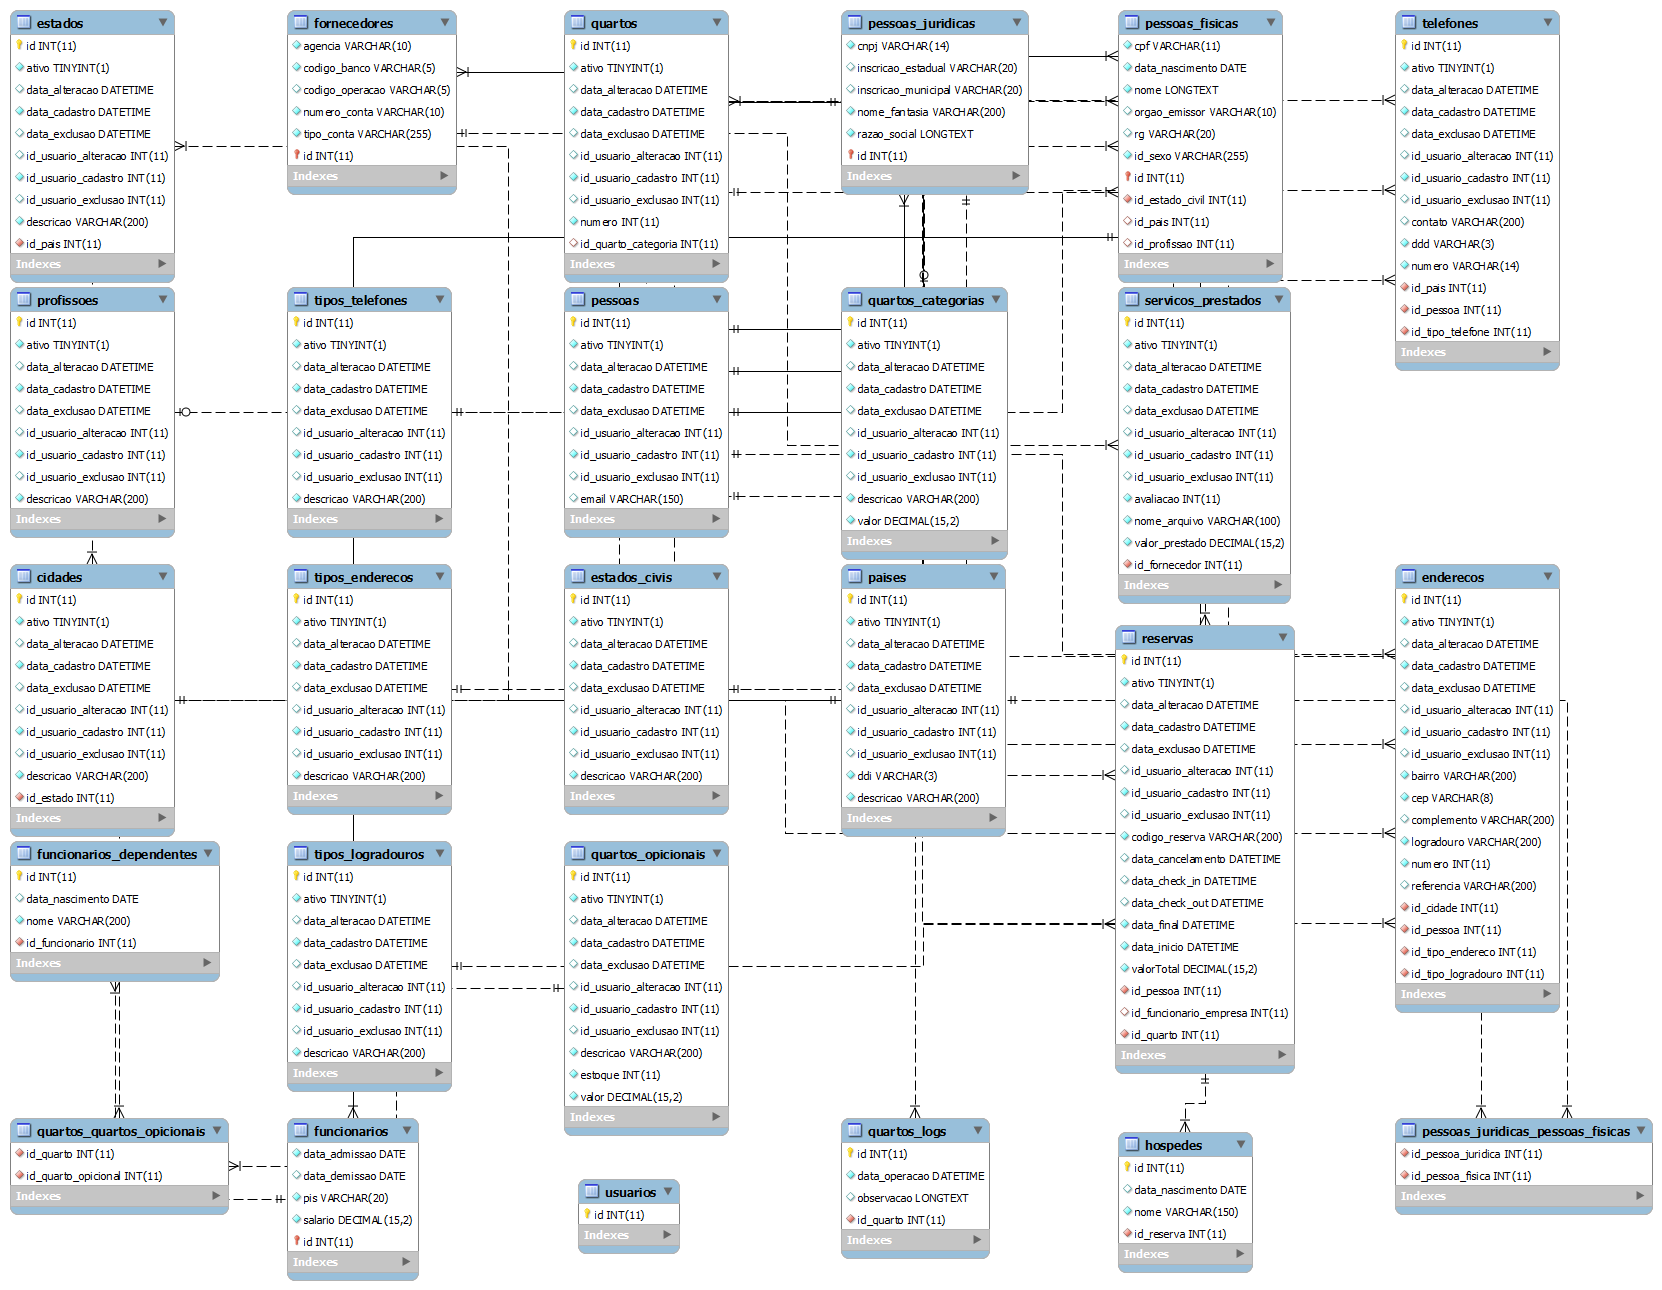 estados
id INT(11)
ativo TINYINT(1)
data_alteracao DATETIME
data_cadastro DATETIME
data_exclusao DATETIME
id_usuario_alteracao INT(11)
id_usuario_cadastro INT(11)
id_usuario_exclusao INT(11)
descricao VARCHAR(200)
id_pais INT(11)
Indexes
fornecedores
agencia VARCHAR(10)
codigo_banco VARCHAR(5)
codigo_operacao VARCHAR(5)
numero_conta VARCHAR(10)
tipo_conta VARCHAR(255)
id INT(11)
Indexes
quartos
id INT(11)
ativo TINYINT(1)
data_alteracao DATETIME
data_cadastro DATETIME
data_exclusao DATETIME
id_usuario_alteracao INT(11)
id_usuario_cadastro INT(11)
id_usuario_exclusao INT(11)
numero INT(11)
id_quarto_categoria INT(11)
Indexes
pessoas_juridicas
cnpj VARCHAR(14)
inscricao_estadual VARCHAR(20)
inscricao_municipal VARCHAR(20)
nome_fantasia VARCHAR(200)
razao_social LONGTEXT
id INT(11)
Indexes
pessoas_fisicas
cpf VARCHAR(11)
data_nascimento DATE
nome LONGTEXT
orgao_emissor VARCHAR(10)
rg VARCHAR(20)
id_sexo VARCHAR(255)
id INT(11)
id_estado_civil INT(11)
id_pais INT(11)
id_profissao INT(11)
Indexes
telefones
id INT(11)
ativo TINYINT(1)
data_alteracao DATETIME
data_cadastro DATETIME
data_exclusao DATETIME
id_usuario_alteracao INT(11)
id_usuario_cadastro INT(11)
id_usuario_exclusao INT(11)
contato VARCHAR(200)
ddd VARCHAR(3)
numero VARCHAR(14)
id_pais INT(11)
id_pessoa INT(11)
id_tipo_telefone INT(11)
Indexes
profissoes
id INT(11)
ativo TINYINT(1)
data_alteracao DATETIME
data_cadastro DATETIME
data_exclusao DATETIME
id_usuario_alteracao INT(11)
id_usuario_cadastro INT(11)
id_usuario_exclusao INT(11)
descricao VARCHAR(200)
Indexes
tipos_telefones
id INT(11)
ativo TINYINT(1)
data_alteracao DATETIME
data_cadastro DATETIME
data_exclusao DATETIME
id_usuario_alteracao INT(11)
id_usuario_cadastro INT(11)
id_usuario_exclusao INT(11)
descricao VARCHAR(200)
Indexes
pessoas
id INT(11)
ativo TINYINT(1)
data_alteracao DATETIME
data_cadastro DATETIME
data_exclusao DATETIME
id_usuario_alteracao INT(11)
id_usuario_cadastro INT(11)
id_usuario_exclusao INT(11)
email VARCHAR(150)
Indexes
quartos_categorias
id INT(11)
ativo TINYINT(1)
data_alteracao DATETIME
data_cadastro DATETIME
data_exclusao DATETIME
id_usuario_alteracao INT(11)
id_usuario_cadastro INT(11)
id_usuario_exclusao INT(11)
descricao VARCHAR(200)
valor DECIMAL(15,2)
Indexes
servicos_prestados
id INT(11)
ativo TINYINT(1)
data_alteracao DATETIME
data_cadastro DATETIME
data_exclusao DATETIME
id_usuario_alteracao INT(11)
id_usuario_cadastro INT(11)
id_usuario_exclusao INT(11)
avaliacao INT(11)
nome_arquivo VARCHAR(100)
valor_prestado DECIMAL(15,2)
id_fornecedor INT(11)
Indexes
cidades
id INT(11)
ativo TINYINT(1)
data_alteracao DATETIME
data_cadastro DATETIME
data_exclusao DATETIME
id_usuario_alteracao INT(11)
id_usuario_cadastro INT(11)
id_usuario_exclusao INT(11)
descricao VARCHAR(200)
id_estado INT(11)
Indexes
tipos_enderecos
id INT(11)
ativo TINYINT(1)
data_alteracao DATETIME
data_cadastro DATETIME
data_exclusao DATETIME
id_usuario_alteracao INT(11)
id_usuario_cadastro INT(11)
id_usuario_exclusao INT(11)
descricao VARCHAR(200)
Indexes
estados_civis
id INT(11)
ativo TINYINT(1)
data_alteracao DATETIME
data_cadastro DATETIME
data_exclusao DATETIME
id_usuario_alteracao INT(11)
id_usuario_cadastro INT(11)
id_usuario_exclusao INT(11)
descricao VARCHAR(200)
Indexes
paises
id INT(11)
ativo TINYINT(1)
data_alteracao DATETIME
data_cadastro DATETIME
data_exclusao DATETIME
id_usuario_alteracao INT(11)
id_usuario_cadastro INT(11)
id_usuario_exclusao INT(11)
ddi VARCHAR(3)
descricao VARCHAR(200)
Indexes
reservas
id INT(11)
ativo TINYINT(1)
data_alteracao DATETIME
data_cadastro DATETIME
data_exclusao DATETIME
id_usuario_alteracao INT(11)
id_usuario_cadastro INT(11)
id_usuario_exclusao INT(11)
codigo_reserva VARCHAR(200)
data_cancelamento DATETIME
data_check_in DATETIME
data_check_out DATETIME
data_final DATETIME
data_inicio DATETIME
valorTotal DECIMAL(15,2)
id_pessoa INT(11)
id_funcionario_empresa INT(11)
id_quarto INT(11)
Indexes
enderecos
id INT(11)
ativo TINYINT(1)
data_alteracao DATETIME
data_cadastro DATETIME
data_exclusao DATETIME
id_usuario_alteracao INT(11)
id_usuario_cadastro INT(11)
id_usuario_exclusao INT(11)
bairro VARCHAR(200)
cep VARCHAR(8)
complemento VARCHAR(200)
logradouro VARCHAR(200)
numero INT(11)
referencia VARCHAR(200)
id_cidade INT(11)
id_pessoa INT(11)
id_tipo_endereco INT(11)
id_tipo_logradouro INT(11)
Indexes
funcionarios_dependentes
id INT(11)
data_nascimento DATE
nome VARCHAR(200)
id_funcionario INT(11)
Indexes
tipos_logradouros
id INT(11)
ativo TINYINT(1)
data_alteracao DATETIME
data_cadastro DATETIME
data_exclusao DATETIME
id_usuario_alteracao INT(11)
id_usuario_cadastro INT(11)
id_usuario_exclusao INT(11)
descricao VARCHAR(200)
Indexes
quartos_opicionais
id INT(11)
ativo TINYINT(1)
data_alteracao DATETIME
data_cadastro DATETIME
data_exclusao DATETIME
id_usuario_alteracao INT(11)
id_usuario_cadastro INT(11)
id_usuario_exclusao INT(11)
descricao VARCHAR(200)
estoque INT(11)
valor DECIMAL(15,2)
Indexes
quartos_quartos_opicionais
id_quarto INT(11)
id_quarto_opicional INT(11)
Indexes
funcionarios
data_admissao DATE
data_demissao DATE
pis VARCHAR(20)
salario DECIMAL(15,2)
id INT(11)
Indexes
usuarios
id INT(11)
Indexes
quartos_logs
id INT(11)
data_operacao DATETIME
observacao LONGTEXT
id_quarto INT(11)
Indexes
hospedes
id INT(11)
data_nascimento DATE
nome VARCHAR(150)
id_reserva INT(11)
Indexes
pessoas_juridicas_pessoas_fisicas
id_pessoa_juridica INT(11)
id_pessoa_fisica INT(11)
Indexes